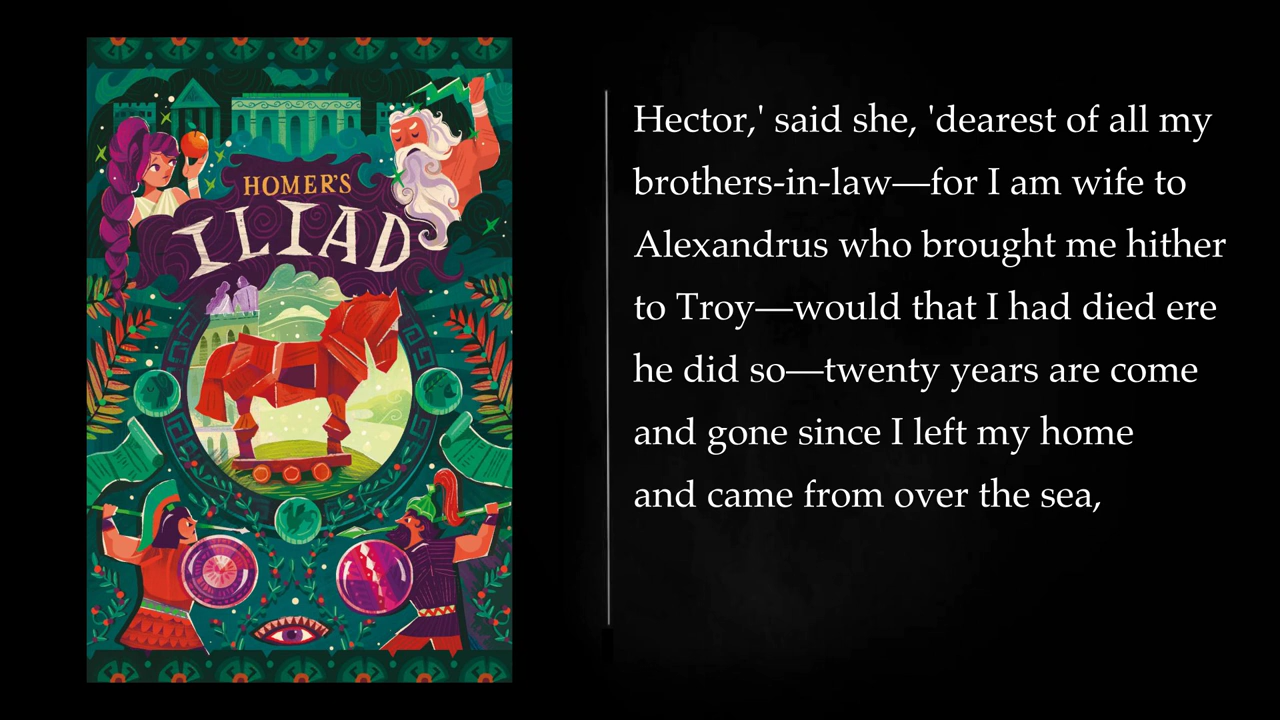 HOMER'S
ILIAD
Hector,' said she, 'dearest of all my
brothers-in-law—for I am wife to
Alexandrus who brought me hither
to Troy—would that I had died ere
he did so—twenty years are come
and gone since I left my home
and came from over the sea,